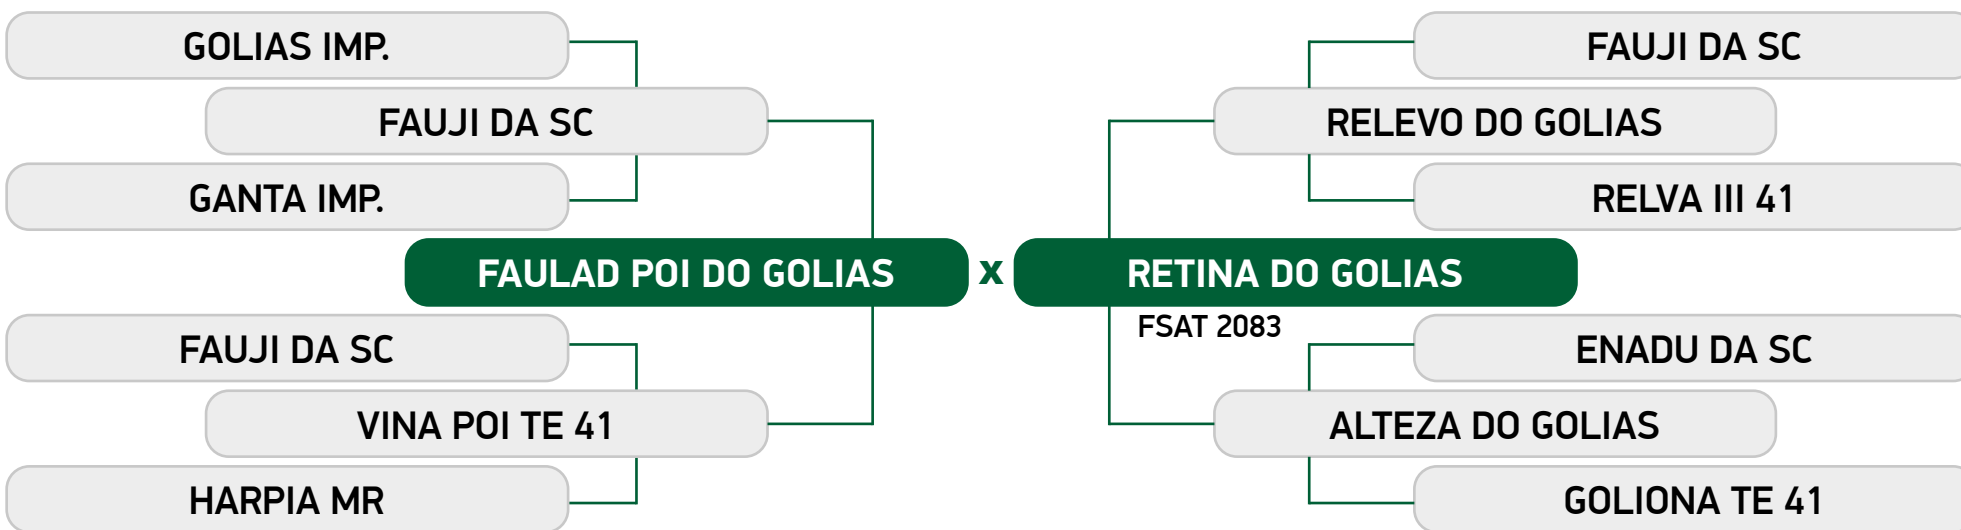 GOLIAS IMP.
FAUJI DA SC
FAUJI DA SC
RELEVO DO GOLIAS
GANTA IMP.
RELVA III 41
FAULAD POI DO GOLIAS x RETINA DO GOLIAS
FSAT 2083
FAUJI DA SC
ENADU DA SC
VINA POI TE 41
ALTEZA DO GOLIAS
HARPIA MR
GOLIONA TE 41